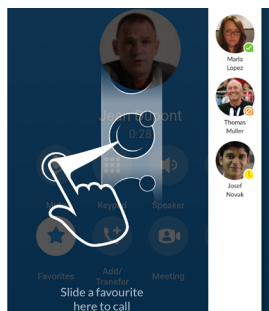 Jean Dupont
0:28
Keypad
Speaker
Favorites
Add/
Transfer
Meeting
Slide a favourite
here to call
Maria
Lopez
Thomas
Muller
Josef
Novak